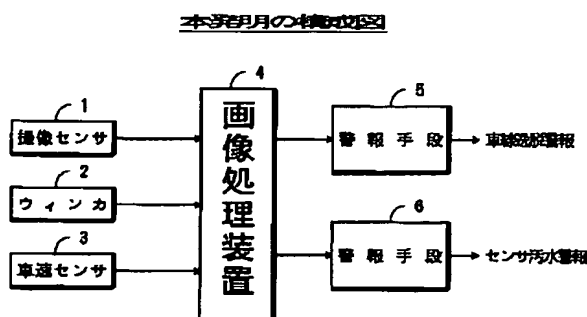 本発明の構成図
1
撮像センサ
2
ウィンカ
3
車速センサ
4
画像処理装置
5
警報手段
車線逸脱警報
6
警報手段
センサ汚れ警報